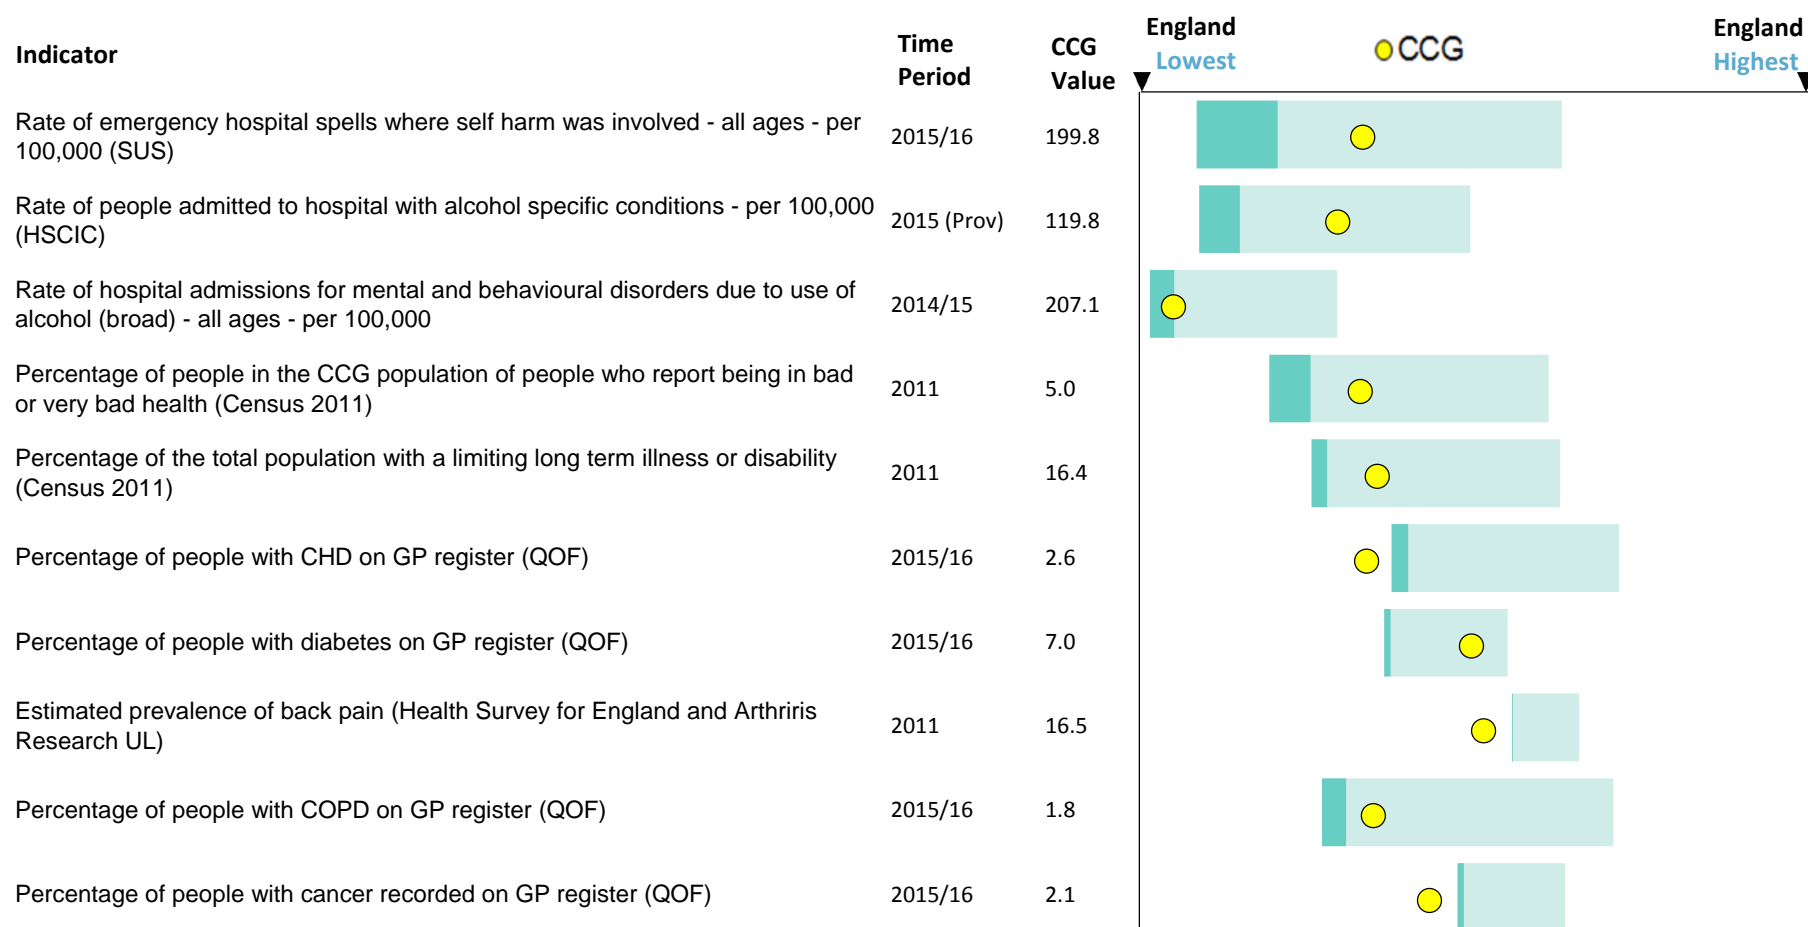 Indicator
Time Period
CCG Value
England Lowest
CCG
England Highest
Rate of emergency hospital spells where self harm was involved - all ages - per
100,000 (SUS)
2015/16
199.8
Rate of people admitted to hospital with alcohol specific conditions - per 100,000
(HSCIC)
2015 (Prov)
119.8
Rate of hospital admissions for mental and behavioural disorders due to use of
alcohol (broad) - all ages - per 100,000
2014/15
207.1
Percentage of people in the CCG population of people who report being in bad
or very bad health (Census 2011)
2011
5.0
Percentage of the total population with a limiting long term illness or disability
(Census 2011)
2011
16.4
Percentage of people with CHD on GP register (QOF)
2015/16
2.6
Percentage of people with diabetes on GP register (QOF)
2015/16
7.0
Estimated prevalence of back pain (Health Survey for England and Arthriris
Research UL)
2011
16.5
Percentage of people with COPD on GP register (QOF)
2015/16
1.8
Percentage of people with cancer recorded on GP register (QOF)
2015/16
2.1